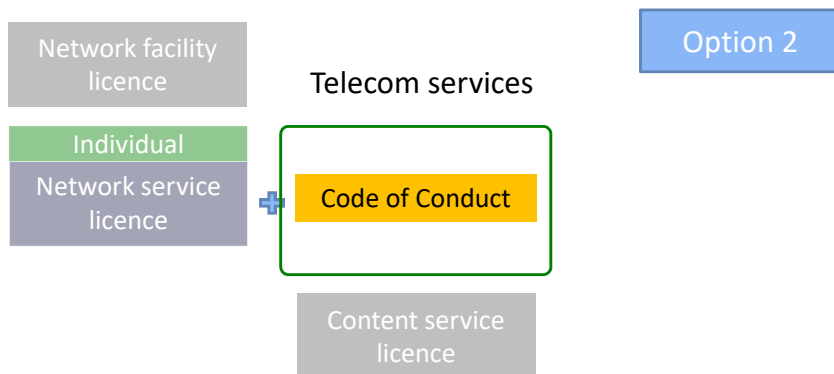 Option 2
Network facility
licence
Telecom services
Individual
Network service
licence
Code of Conduct
Content service
licence